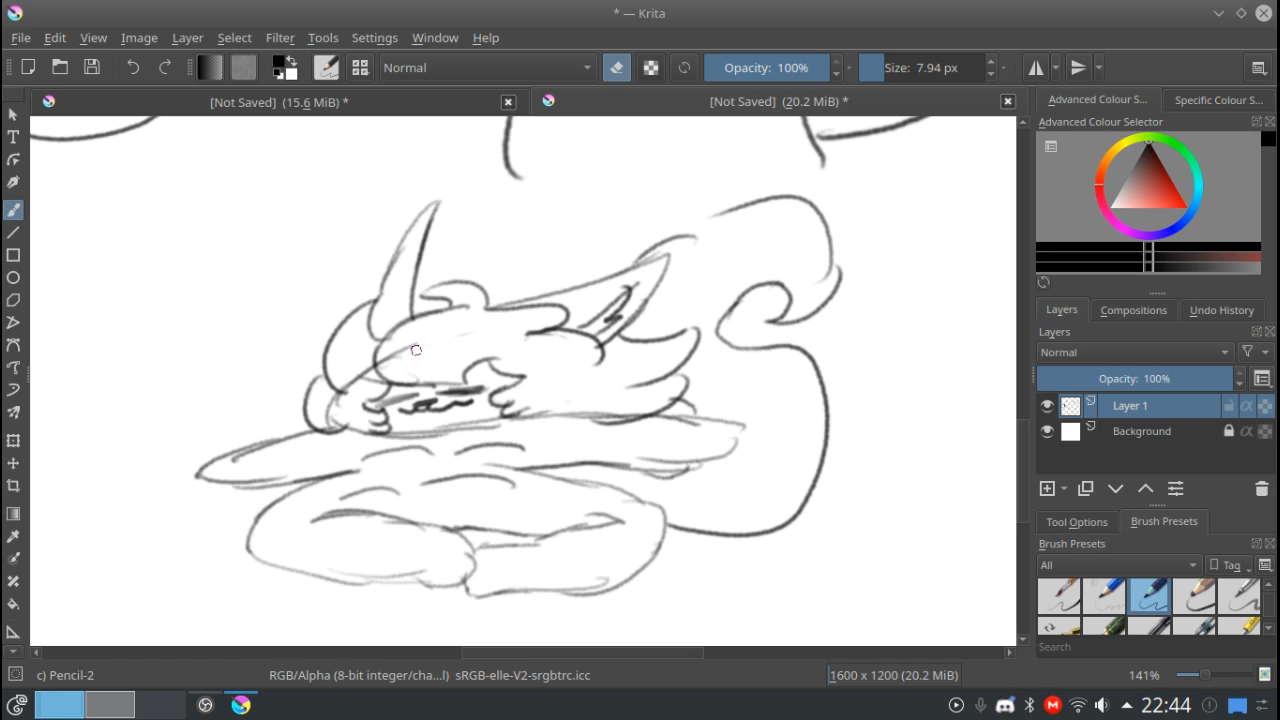 * — Krita
File Edit View Image Layer Select Filter Tools Settings Window Help
Normal Opacity: 100% Size: 7.94 px
[Not Saved] (15.6 MiB) * [Not Saved] (20.2 MiB) * Advanced Colour S... Specific Colour S...
Advanced Colour Selector
Layers Compositions Undo History
Layers
Normal
Opacity: 100%
Layer 1
Background
Tool Options Brush Presets
Brush Presets
All Tag
Search
c) Pencil-2 RGB/Alpha (8-bit integer/cha...l) sRGB-elle-V2-srgbtrc.icc 1600 x 1200 (20.2 MiB) 141%
22:44